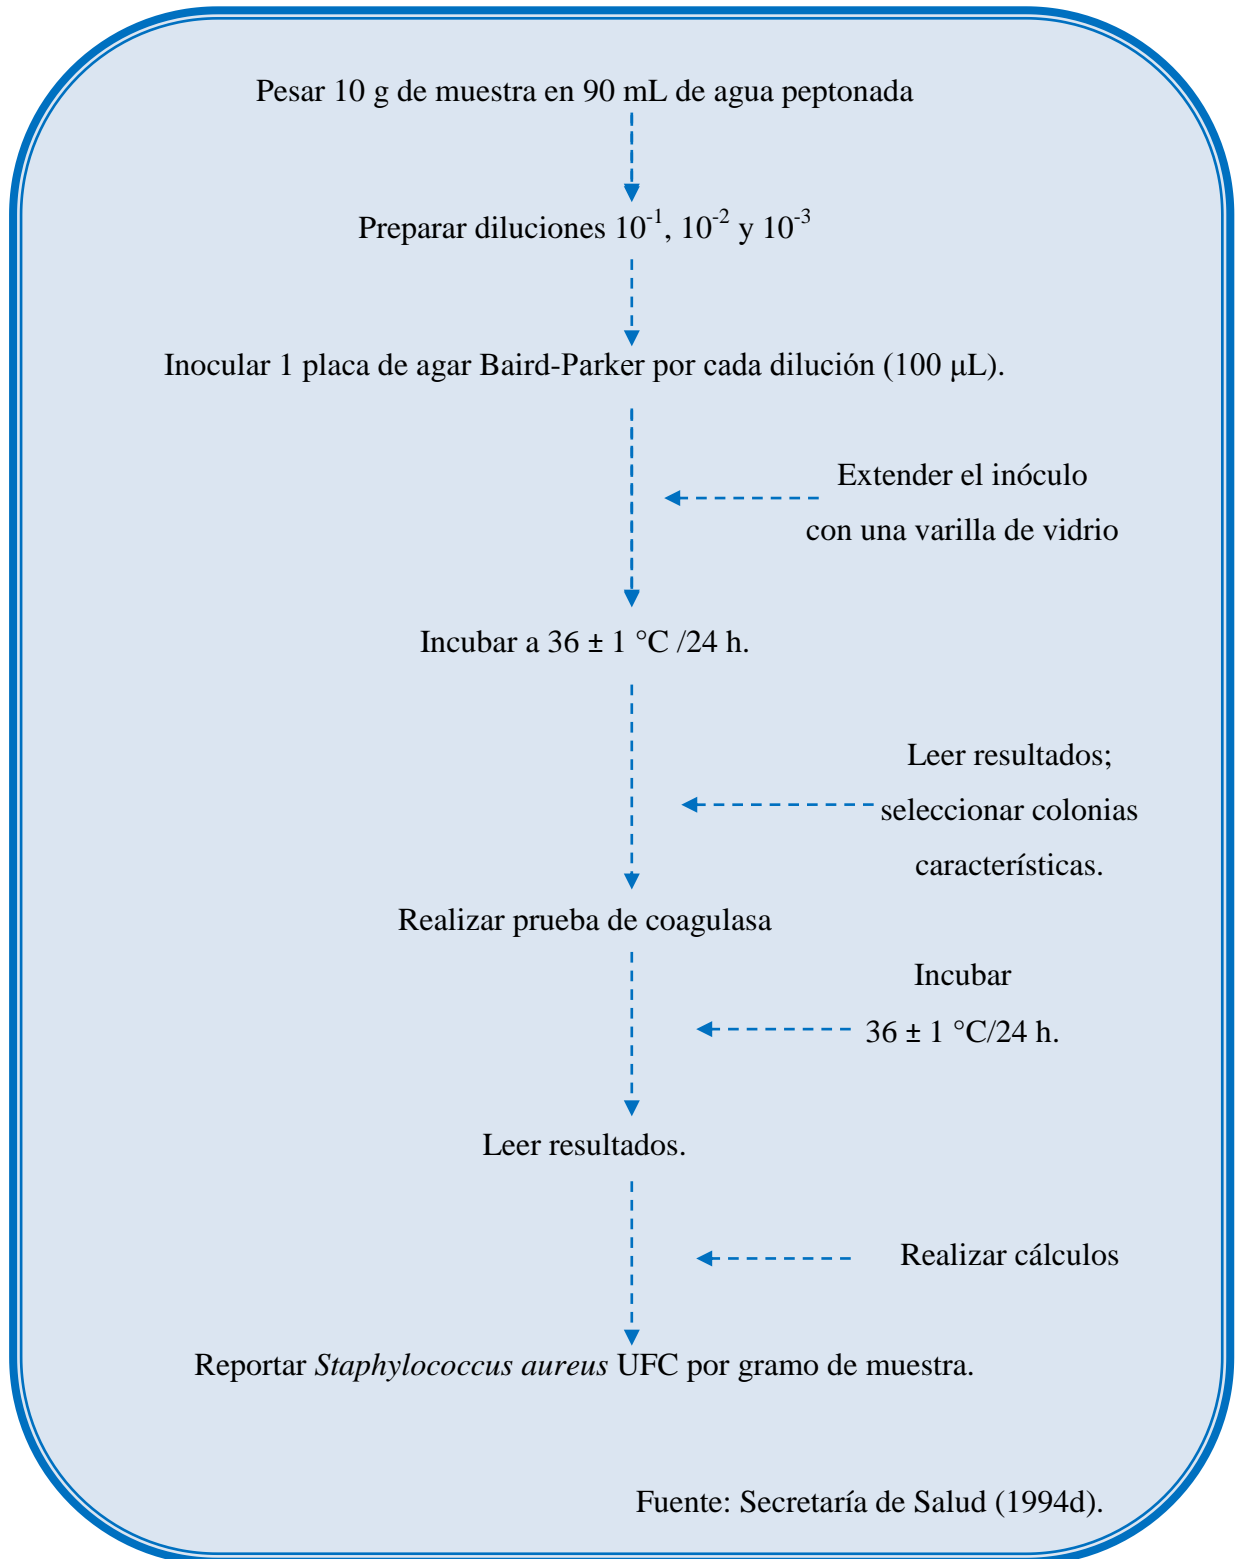 Pesar 10 g de muestra en 90 mL de agua peptonada
Preparar diluciones 10⁻¹, 10⁻² y 10⁻³
Inocular 1 placa de agar Baird-Parker por cada dilución (100 μL).
Extender el inóculo
con una varilla de vidrio
Incubar a 36 ± 1 °C /24 h.
Leer resultados;
seleccionar colonias
características.
Realizar prueba de coagulasa
Incubar
36 ± 1 °C/24 h.
Leer resultados.
Realizar cálculos
Reportar Staphylococcus aureus UFC por gramo de muestra.
Fuente: Secretaría de Salud (1994d).